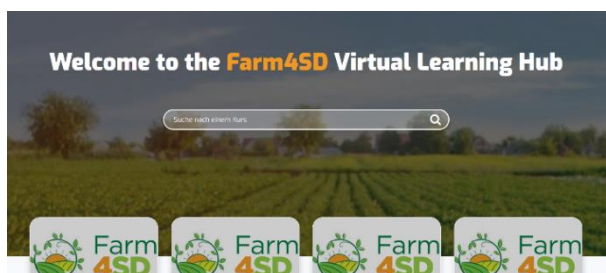 Welcome to the Farm4SD Virtual Learning Hub
Suche nach einem Kurs
Farm Farm Farm Farm
4SD 4SD 4SD 4SD